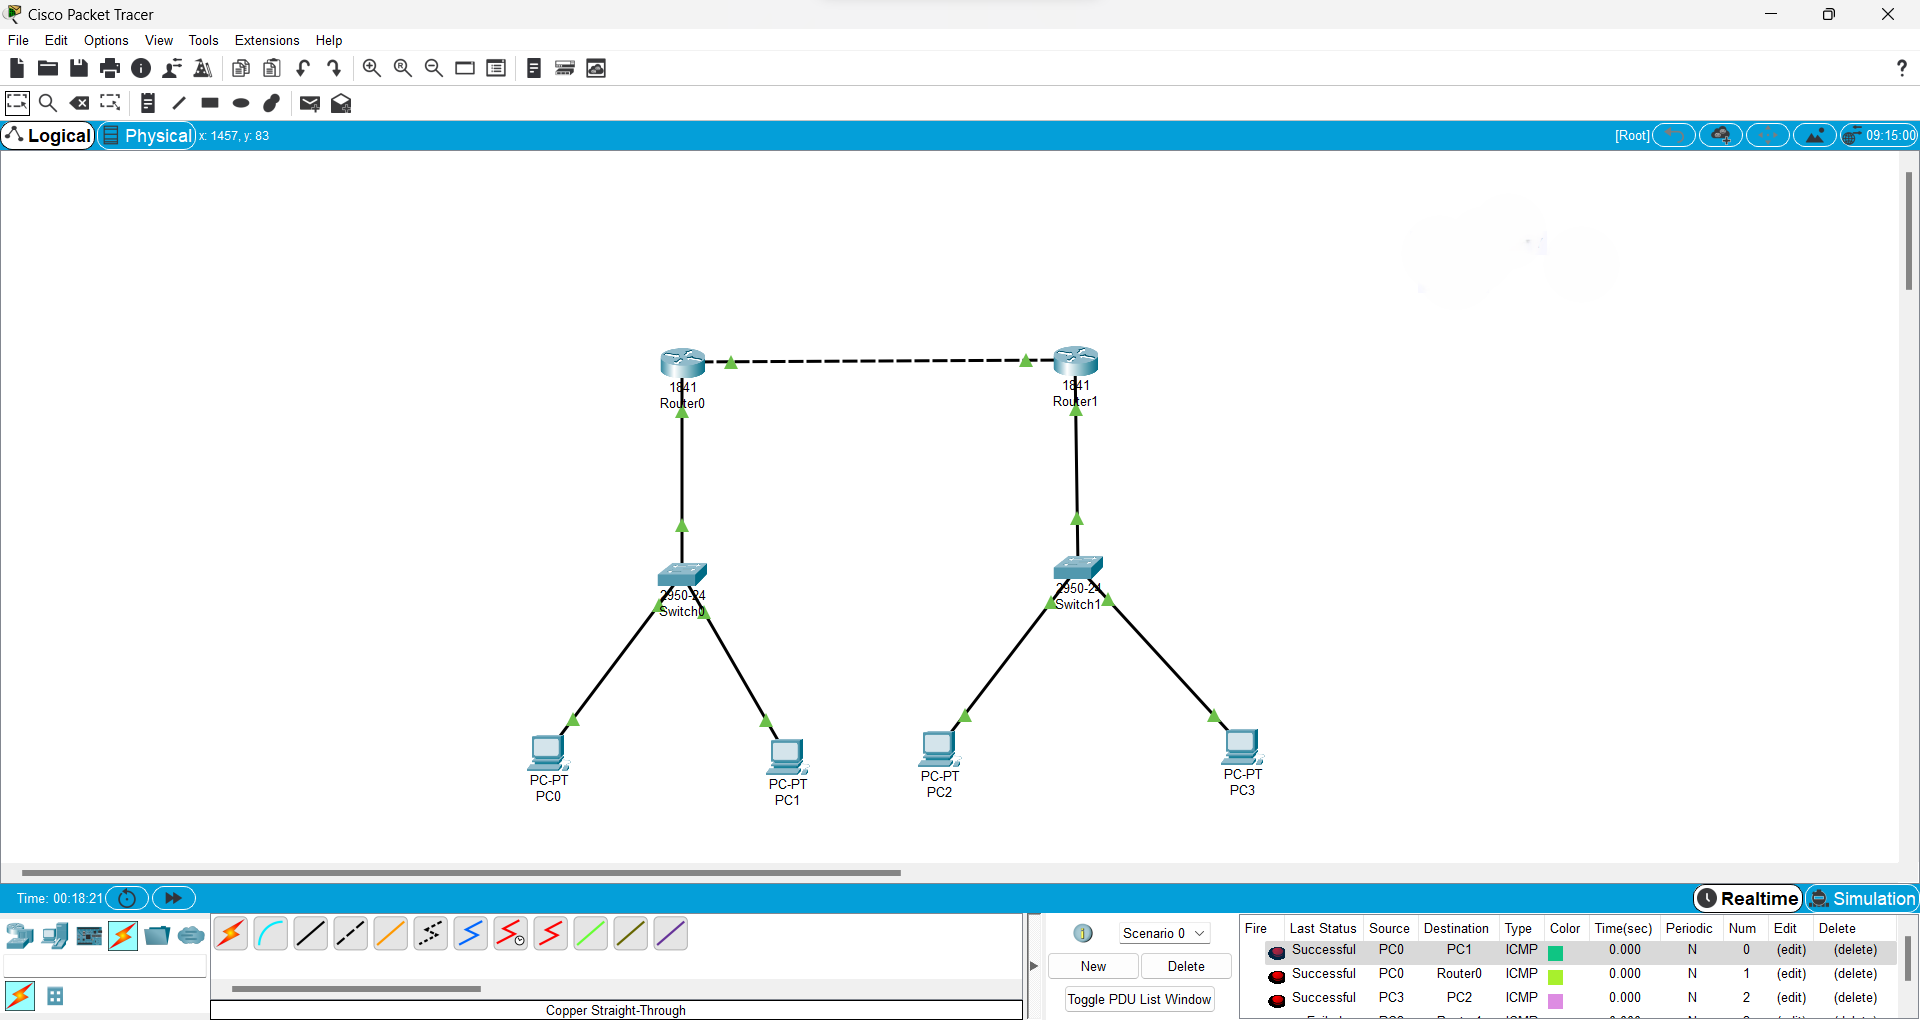 Cisco Packet Tracer
File Edit Options View Tools Extensions Help
Logical Physical x: 1457, y: 83 [Root] 09:15:00
1841
Router0
1841
Router1
2950-24
Switch0
2950-24
Switch1
PC-PT
PC0
PC-PT
PC1
PC-PT
PC2
PC-PT
PC3
Time: 00:18:21 Realtime Simulation
Copper Straight-Through
Scenario 0
New Delete
Toggle PDU List Window
Fire Last Status Source Destination Type Color Time(sec) Periodic Num Edit Delete
Successful PC0 PC1 ICMP 0.000 N 0 (edit) (delete)
Successful PC0 Router0 ICMP 0.000 N 1 (edit) (delete)
Successful PC3 PC2 ICMP 0.000 N 2 (edit) (delete)